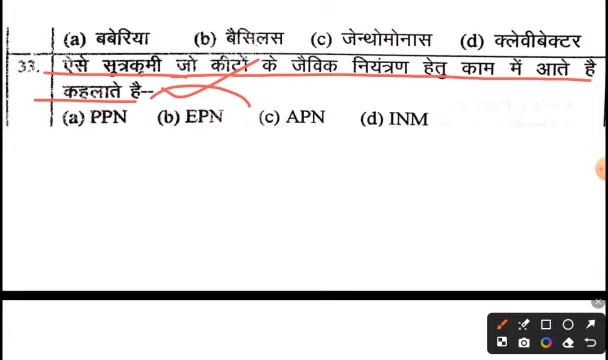 (a) बबेरिया (b) बैसिलस (c) जेन्थोमोनास (d) क्लेवीबेक्टर
33. ऐसे सूत्रकृमी जो कीटों के जैविक नियंत्रण हेतु काम में आते है
कहलाते है--
(a) PPN (b) EPN (c) APN (d) INM